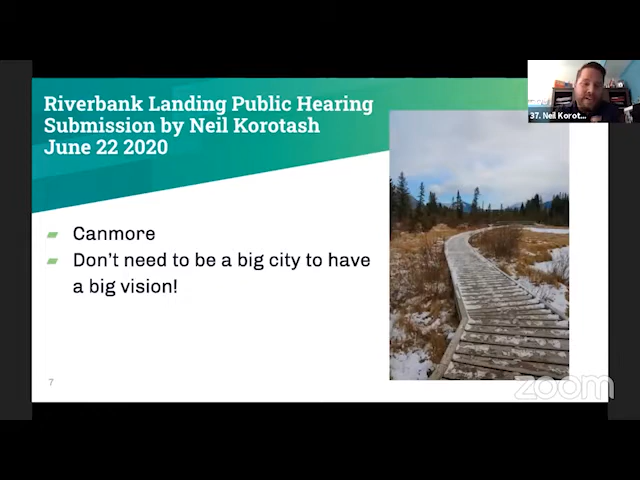 Riverbank Landing Public Hearing
Submission by Neil Korotash
June 22 2020
37. Neil Korot...
Canmore
Don't need to be a big city to have
a big vision!
7
zoom